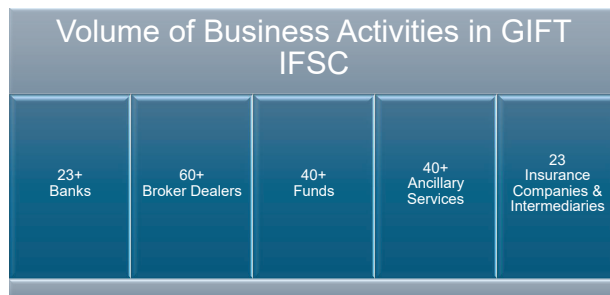 Volume of Business Activities in GIFT
IFSC
23+
Banks
60+
Broker Dealers
40+
Funds
40+
Ancillary
Services
23
Insurance
Companies &
Intermediaries